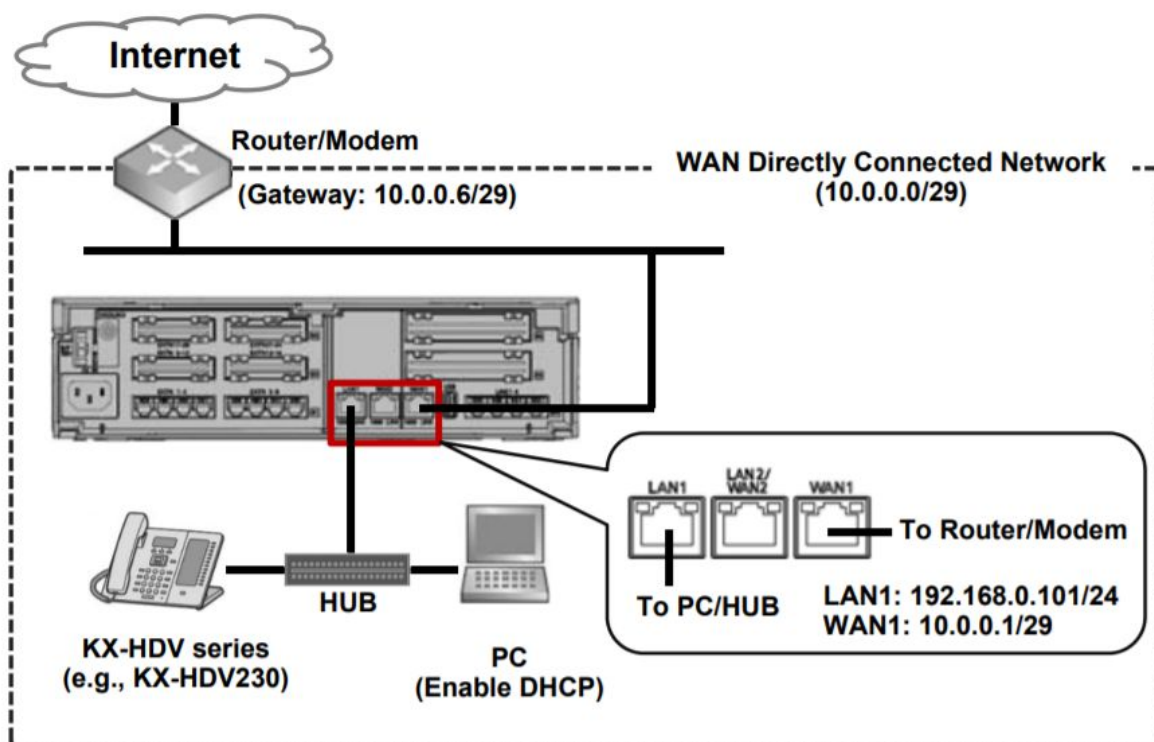 Internet
Router/Modem
(Gateway: 10.0.0.6/29)
WAN Directly Connected Network
(10.0.0.0/29)
LAN1
LAN2/
WAN2
WAN1
To Router/Modem
To PC/HUB
LAN1: 192.168.0.101/24
WAN1: 10.0.0.1/29
HUB
KX-HDV series
(e.g., KX-HDV230)
PC
(Enable DHCP)